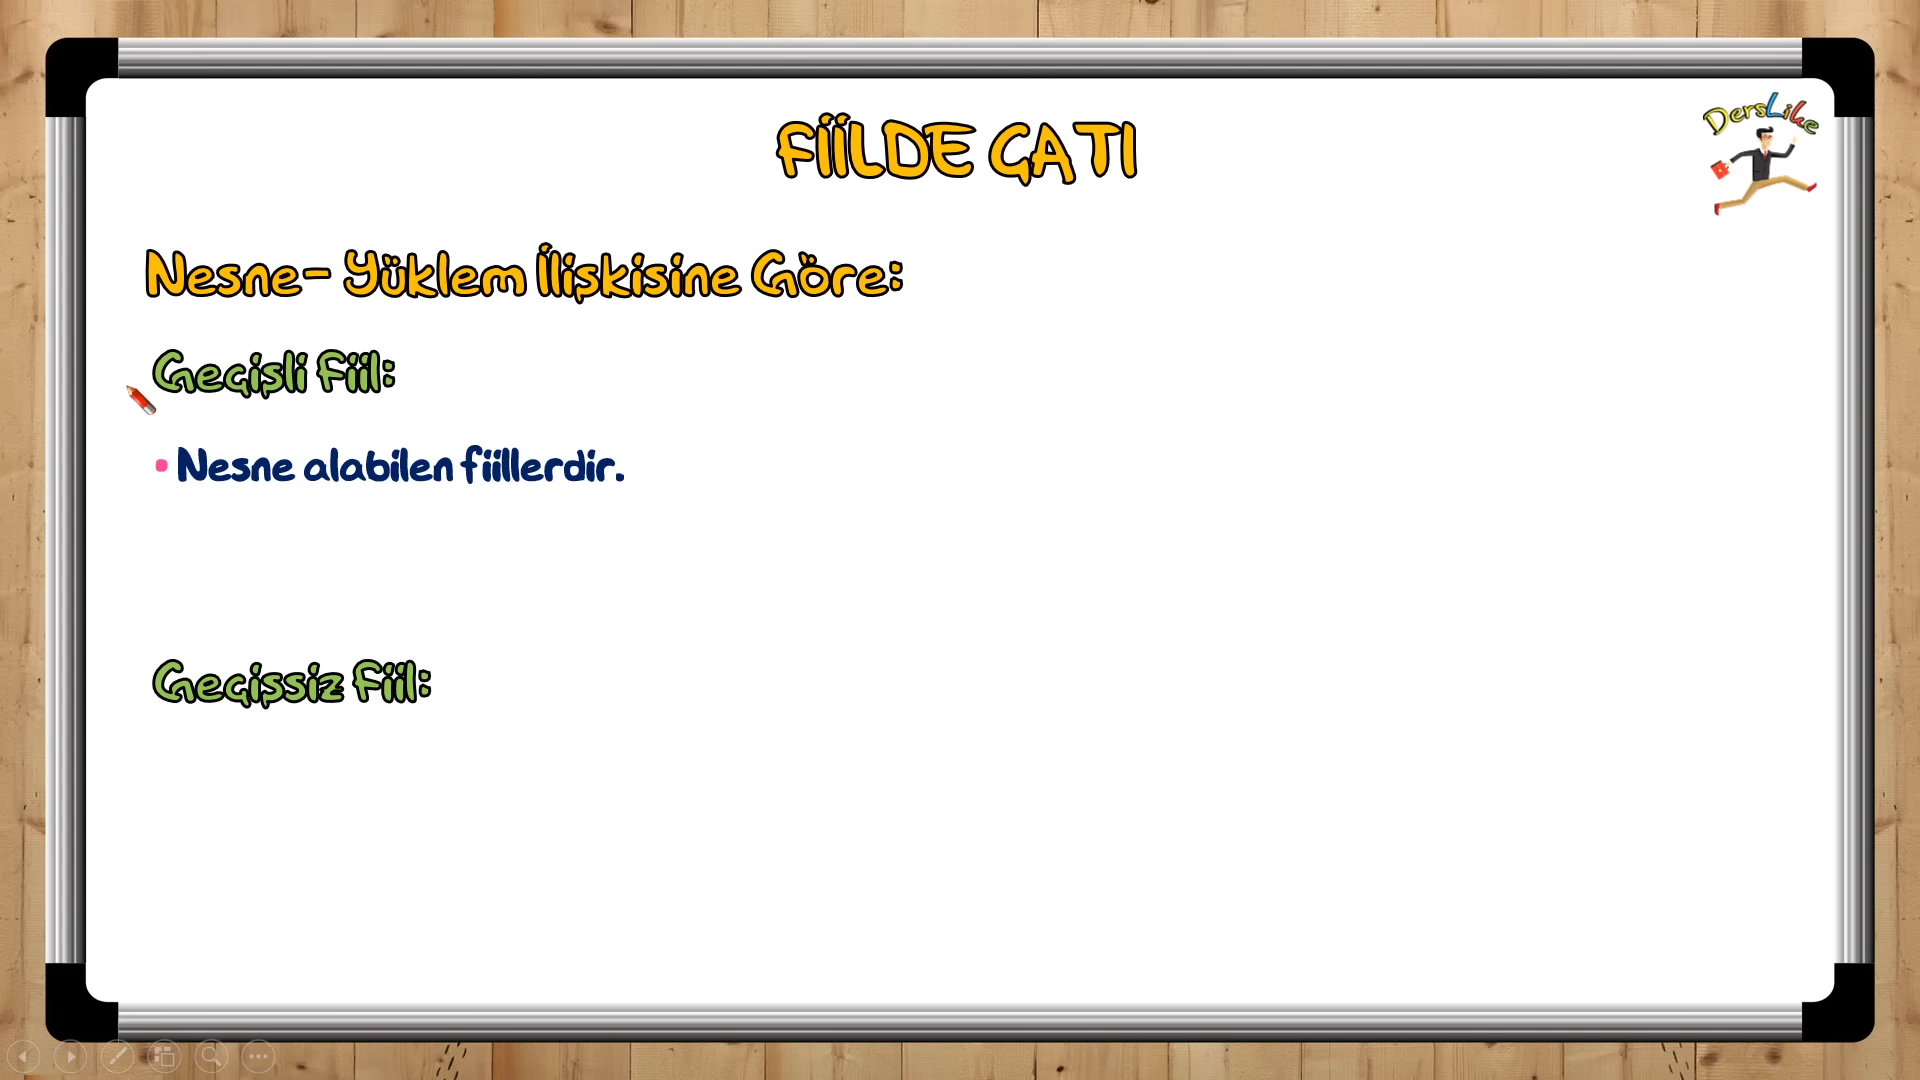 FİİLDE ÇATI
DersLike
Nesne- Yüklem İlişkisine Göre:
Geçişli Fiil:
• Nesne alabilen fiillerdir.
Geçişsiz Fiil: